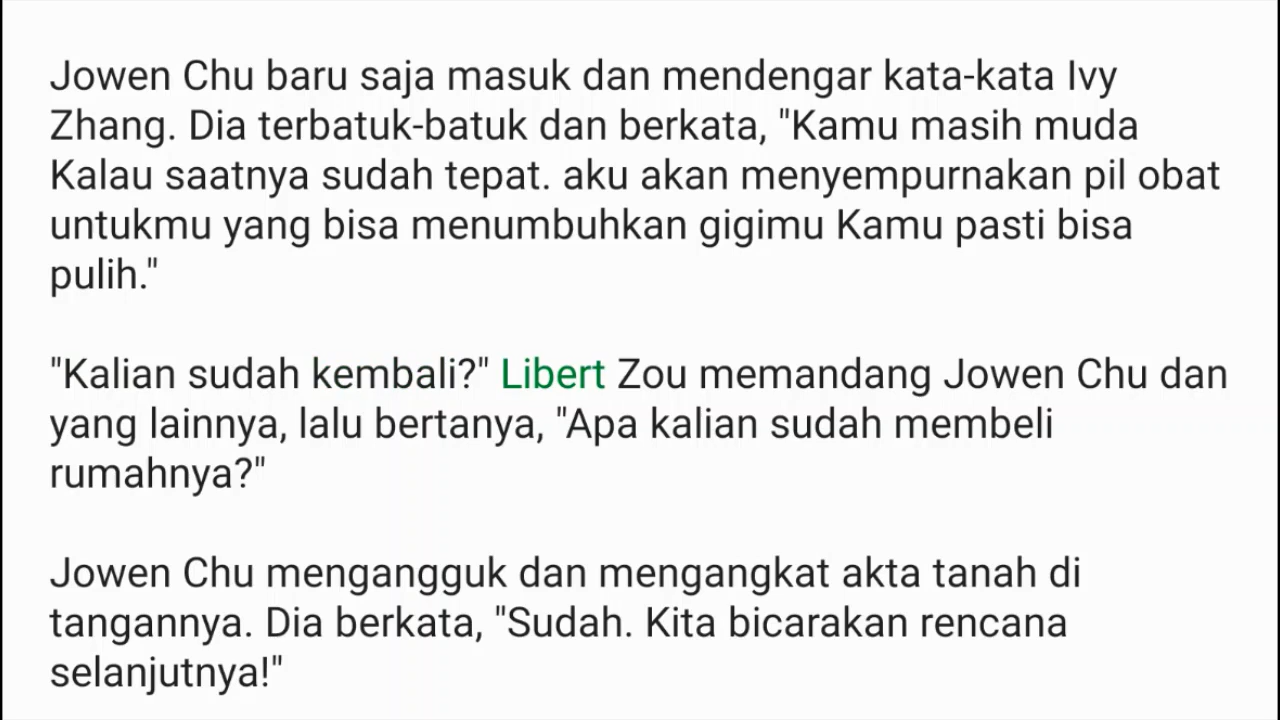 Jowen Chu baru saja masuk dan mendengar kata-kata Ivy
Zhang. Dia terbatuk-batuk dan berkata, "Kamu masih muda
Kalau saatnya sudah tepat. aku akan menyempurnakan pil obat
untukmu yang bisa menumbuhkan gigimu Kamu pasti bisa
pulih."
"Kalian sudah kembali?" Libert Zou memandang Jowen Chu dan
yang lainnya, lalu bertanya, "Apa kalian sudah membeli
rumahnya?"
Jowen Chu mengangguk dan mengangkat akta tanah di
tangannya. Dia berkata, "Sudah. Kita bicarakan rencana
selanjutnya!"